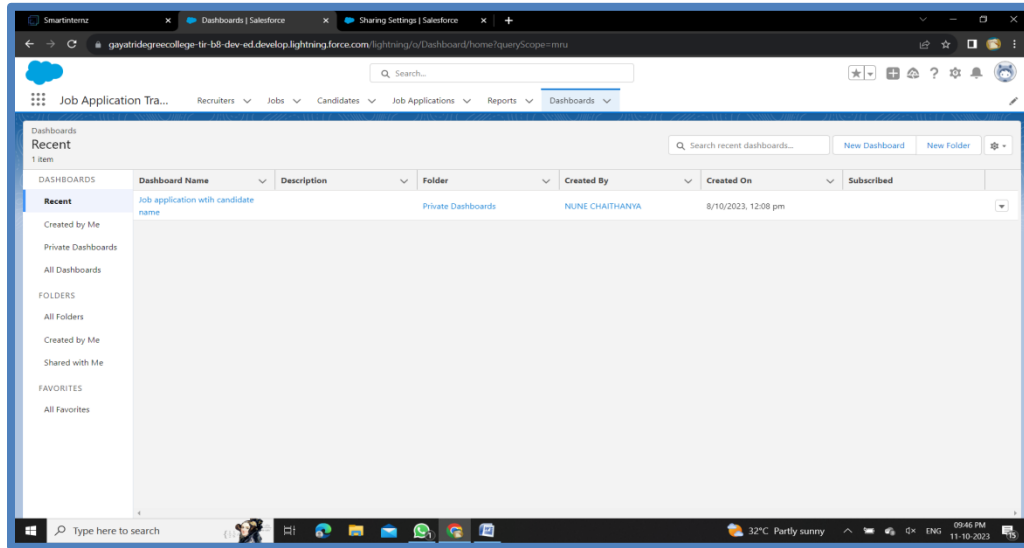 Smartinternz
Dashboards | Salesforce
Sharing Settings | Salesforce
gayatridegreecollege-tir-b8-dev-ed.develop.lightning.force.com/lightning/o/Dashboard/home?queryScope=mru
Search...
Job Application Tra...
Recruiters
Jobs
Candidates
Job Applications
Reports
Dashboards
Dashboards
Recent
1 item
Search recent dashboards...
New Dashboard
New Folder
DASHBOARDS
Dashboard Name
Description
Folder
Created By
Created On
Subscribed
Recent
Job application wtih candidate
name
Private Dashboards
NUNE CHAITHANYA
8/10/2023, 12:08 pm
Created by Me
Private Dashboards
All Dashboards
FOLDERS
All Folders
Created by Me
Shared with Me
FAVORITES
All Favorites
Type here to search
32°C Partly sunny
ENG
09:46 PM
11-10-2023
15